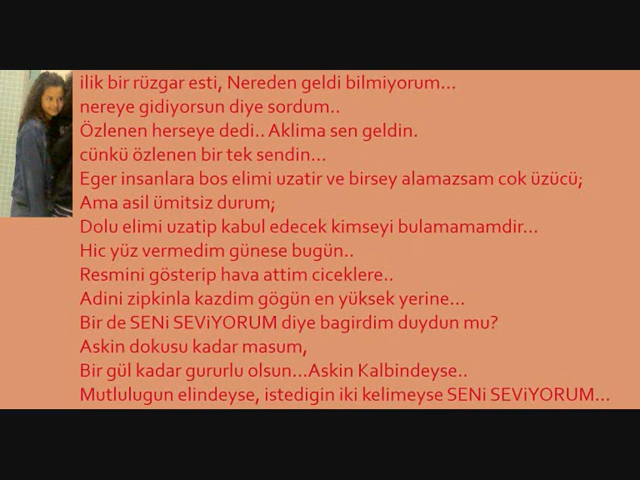 ilik bir rüzgar esti, Nereden geldi bilmiyorum...
nereye gidiyorsun diye sordum..
Özlenen herseye dedi.. Aklima sen geldin.
cünkü özlenen bir tek sendin...
Eger insanlara bos elimi uzatir ve birsey alamazsam cok üzücü;
Ama asil ümitsiz durum;
Dolu elimi uzatip kabul edecek kimseyi bulamamamdir...
Hic yüz vermedim günese bugün..
Resmini gösterip hava attim ciceklere..
Adini zipkinla kazdim gögün en yüksek yerine...
Bir de SENi SEViYORUM diye bagirdim duydun mu?
Askin dokusu kadar masum,
Bir gül kadar gururlu olsun...Askin Kalbindeyse..
Mutlulugun elindeyse, istedigin iki kelimeyse SENi SEViYORUM...